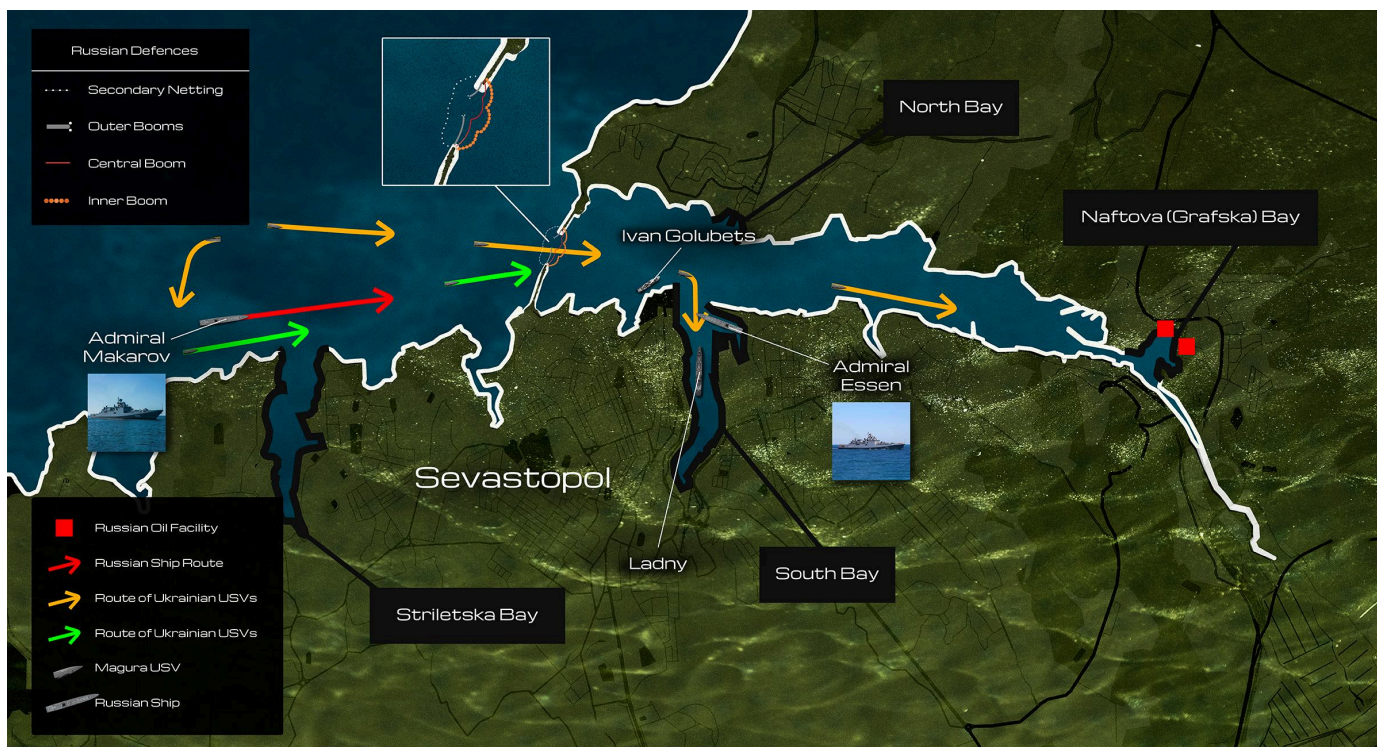 Russian Defences
Secondary Netting
Outer Booms
Central Boom
Inner Boom
North Bay
Naftova (Grafska) Bay
Ivan Golubets
Admiral
Makarov
Admiral
Essen
Sevastopol
Ladny
South Bay
Striletska Bay
Russian Oil Facility
Russian Ship Route
Route of Ukrainian USVs
Route of Ukrainian USVs
Magura USV
Russian Ship